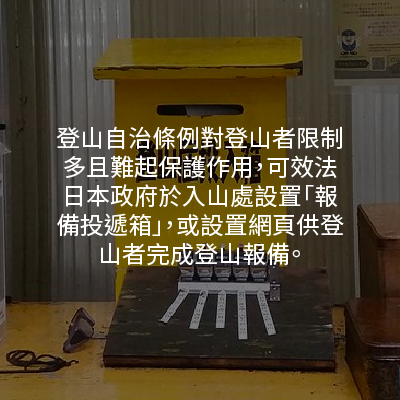 登山自治條例對登山者限制
多且難起保護作用，可效法
日本政府於入山處設置「報
備投遞箱」，或設置網頁供登
山者完成登山報備。